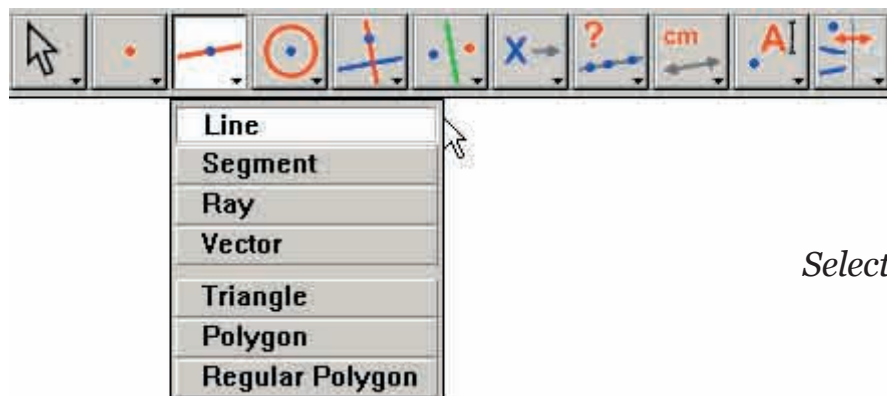 X
?
cm
A
Line
Segment
Ray
Vector
Select
Triangle
Polygon
Regular Polygon